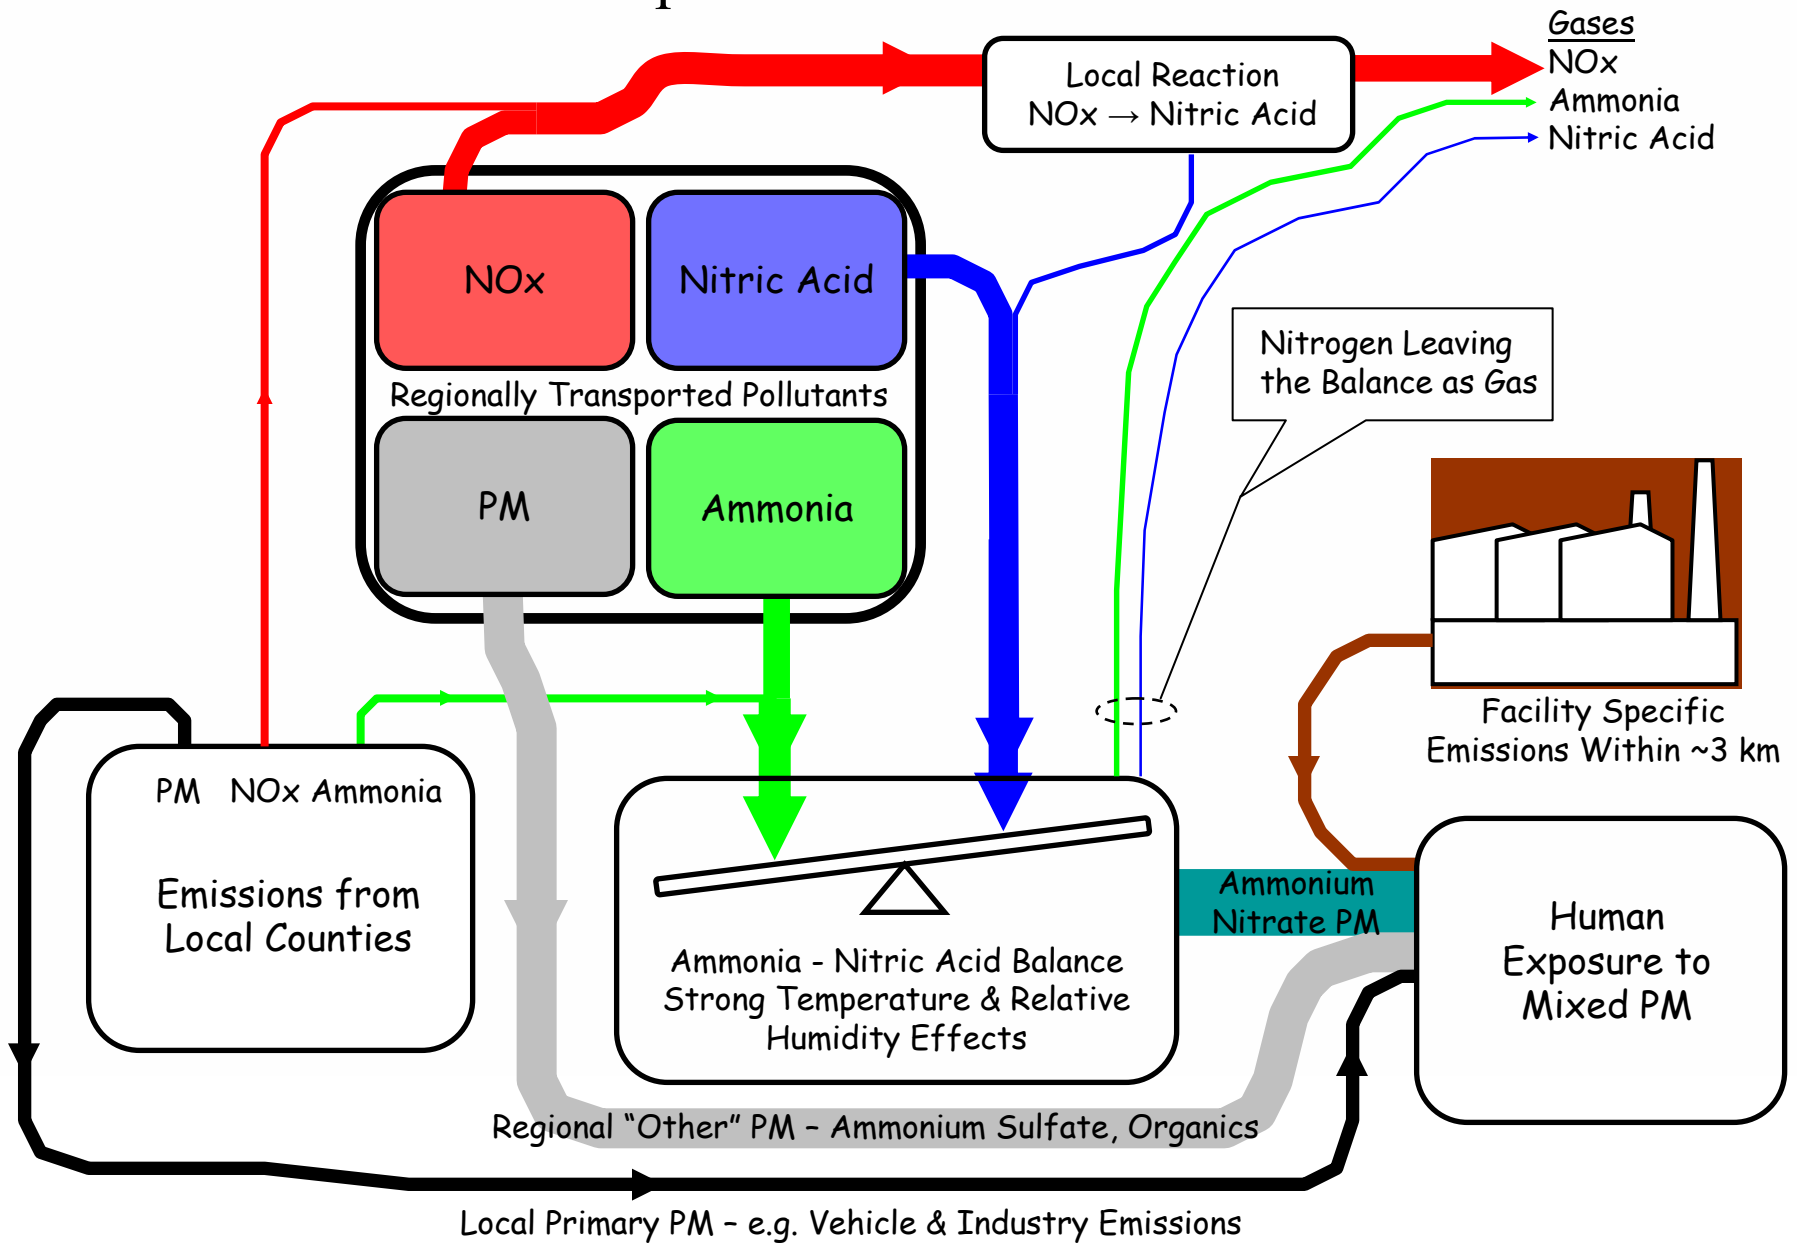 Gases
NOx
Ammonia
Nitric Acid
Local Reaction
NOx → Nitric Acid
NOx
Nitric Acid
Regionally Transported Pollutants
PM
Ammonia
Nitrogen Leaving
the Balance as Gas
Facility Specific
Emissions Within ~3 km
PM NOx Ammonia
Emissions from
Local Counties
Ammonia - Nitric Acid Balance
Strong Temperature & Relative
Humidity Effects
Ammonium
Nitrate PM
Human
Exposure to
Mixed PM
Regional “Other” PM – Ammonium Sulfate, Organics
Local Primary PM – e.g. Vehicle & Industry Emissions